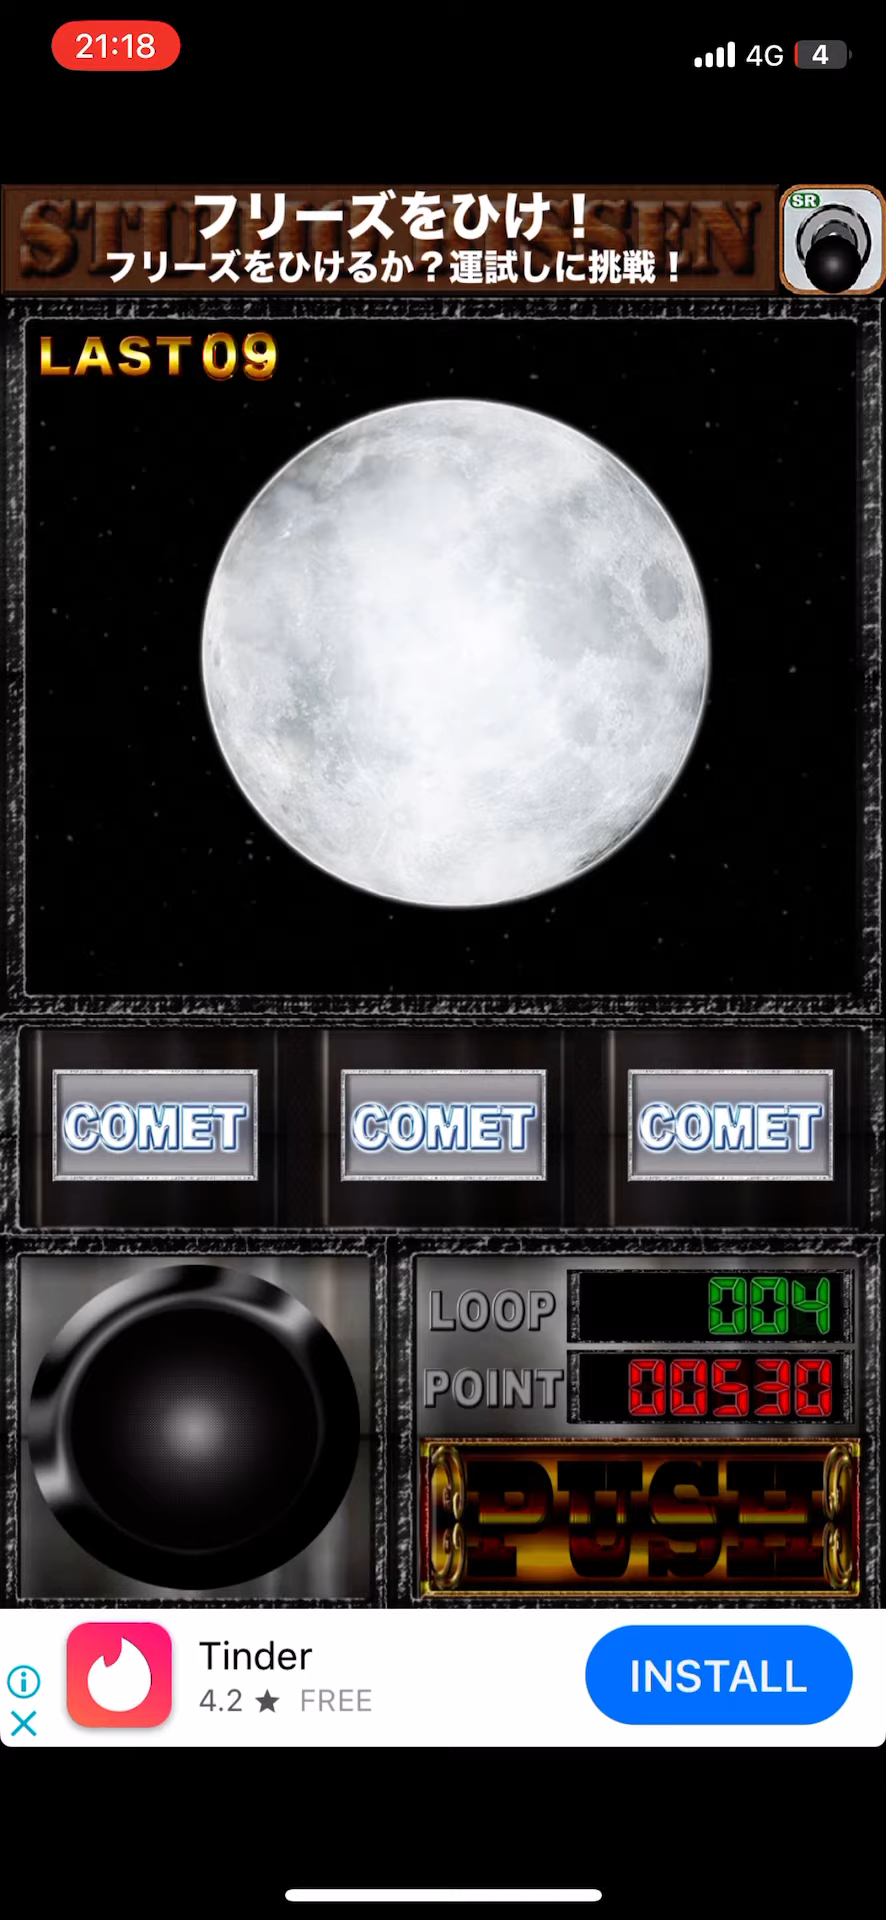 21:18
4G 4
STUDIO
フリーズをひけ！
フリーズをひけるか？運試しに挑戦！
SR
LAST 09
COMET COMET COMET
LOOP 004
POINT 00530
PUSH
Tinder
4.2 ★ FREE
INSTALL